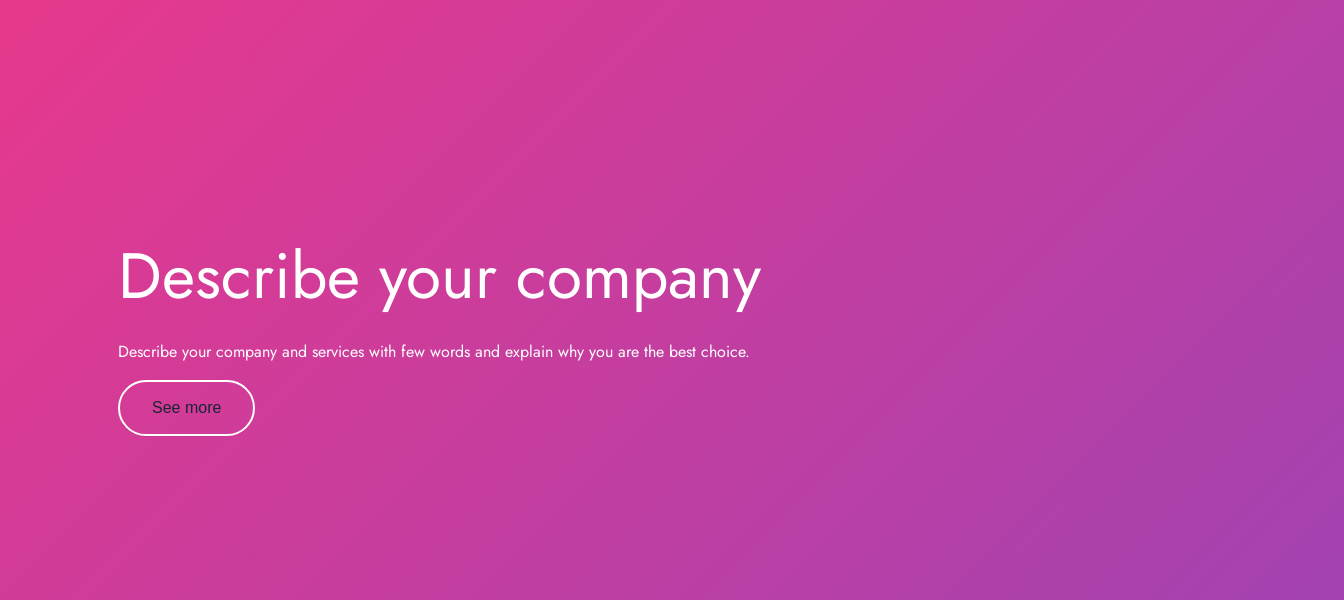 Describe your company
Describe your company and services with few words and explain why you are the best choice.
See more